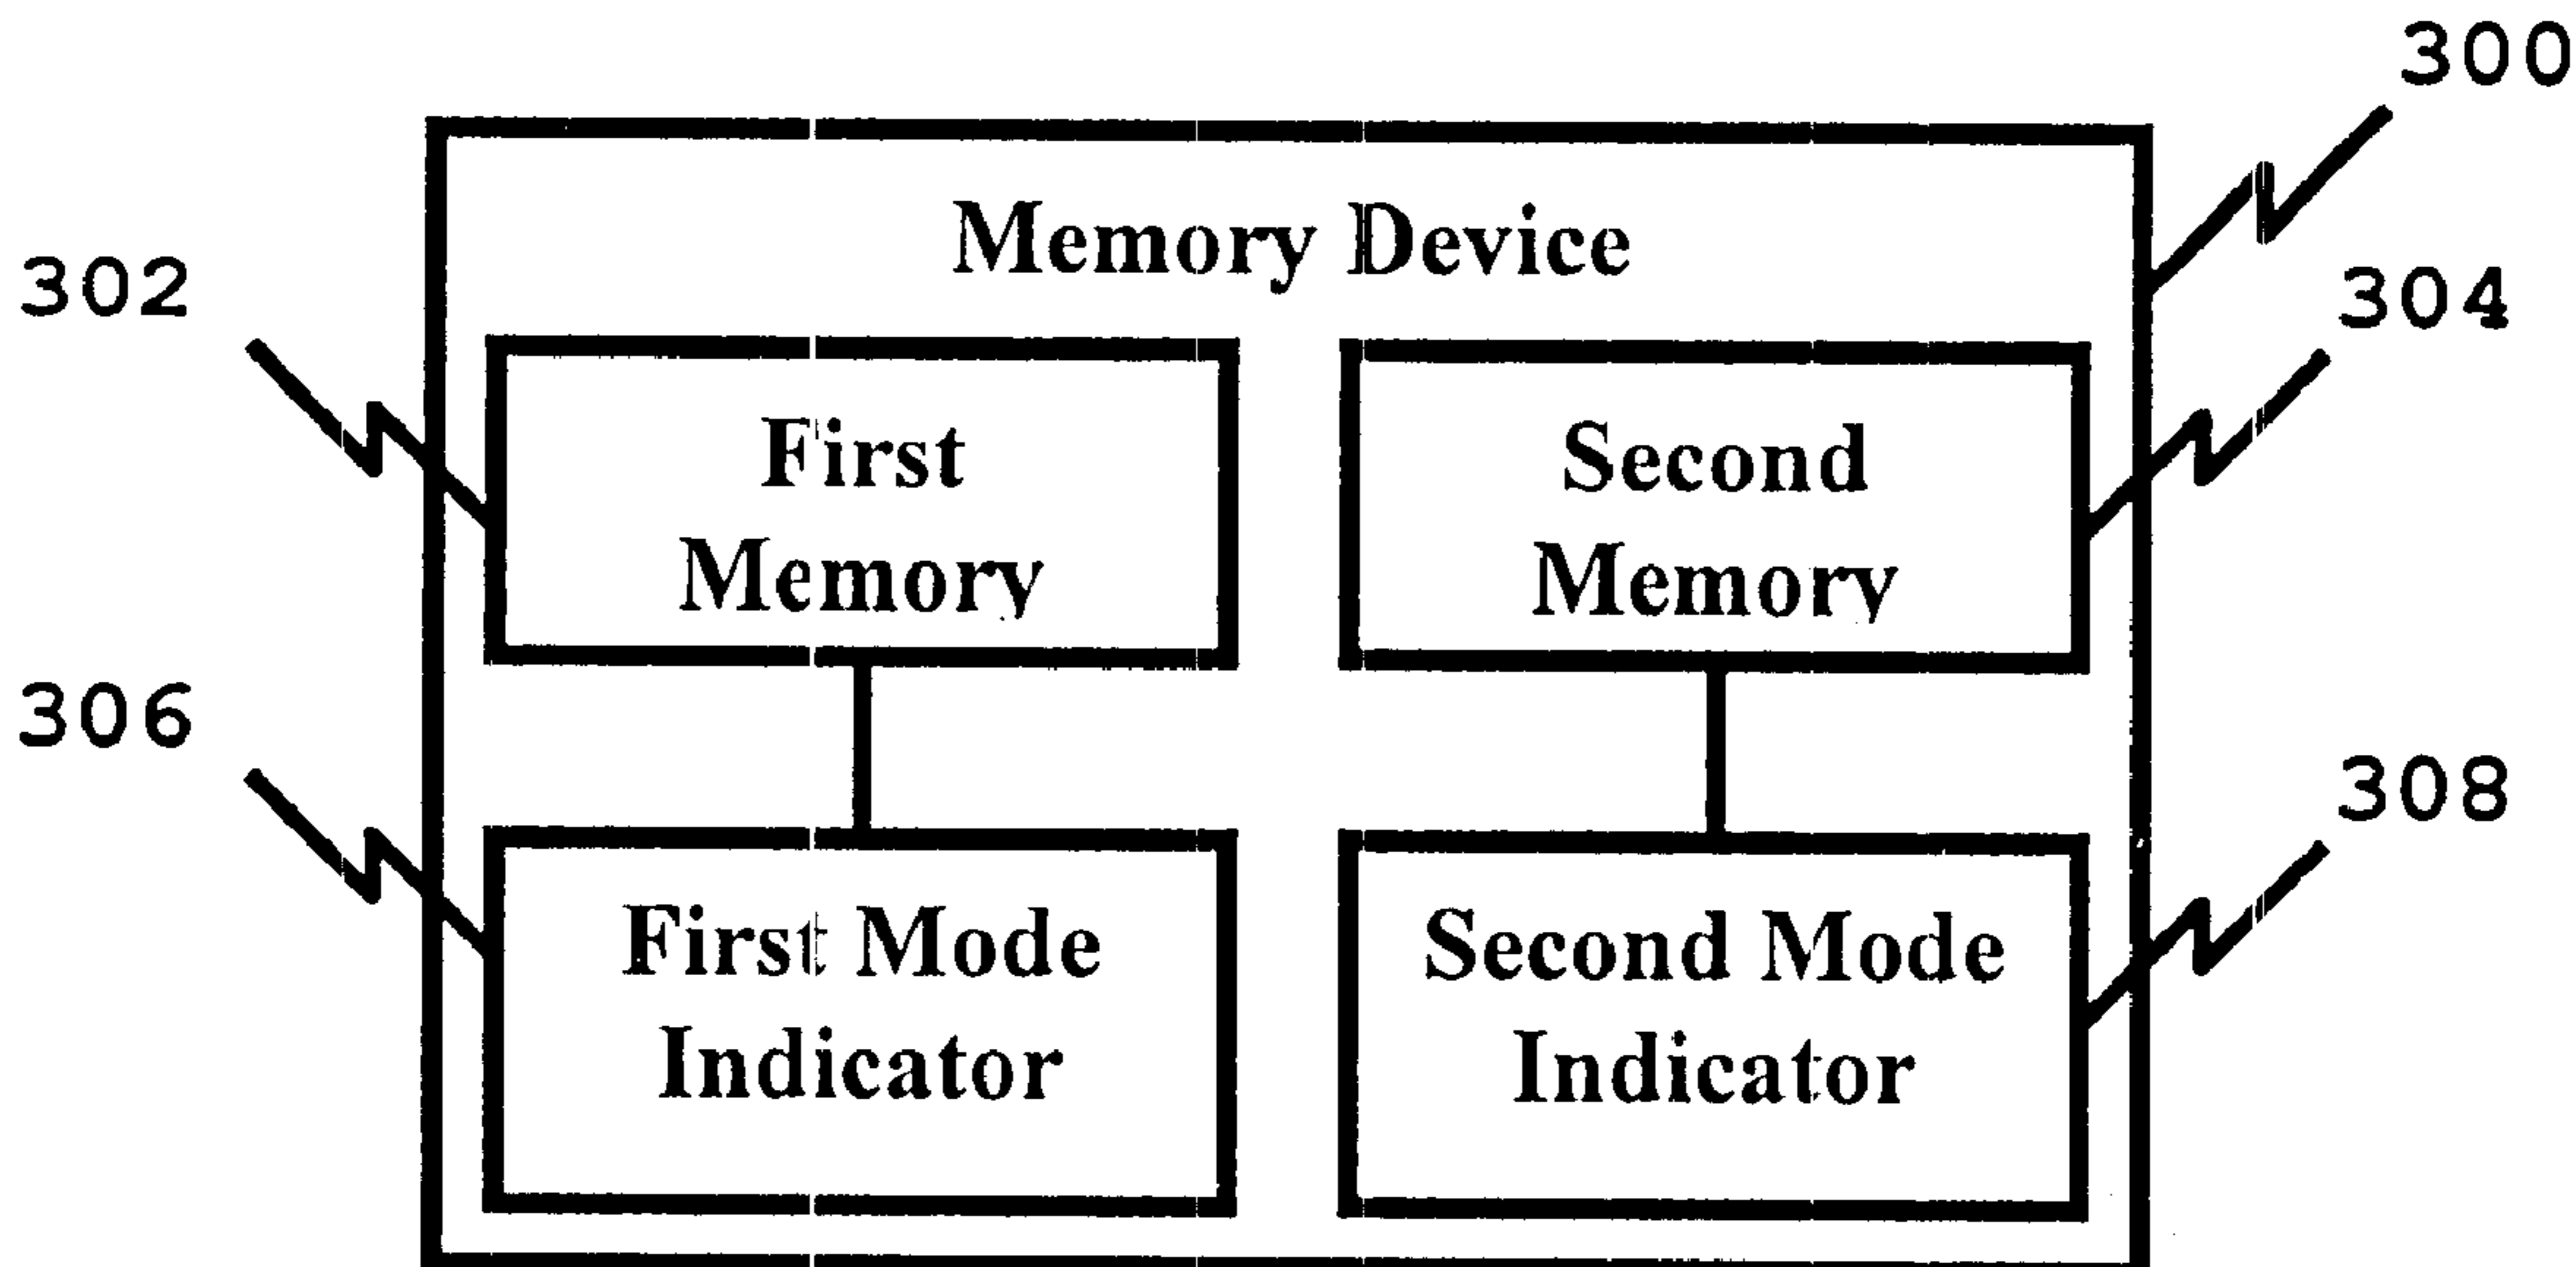 300
Memory Device
302
304
First
Memory
Second
Memory
306
308
First Mode
Indicator
Second Mode
Indicator